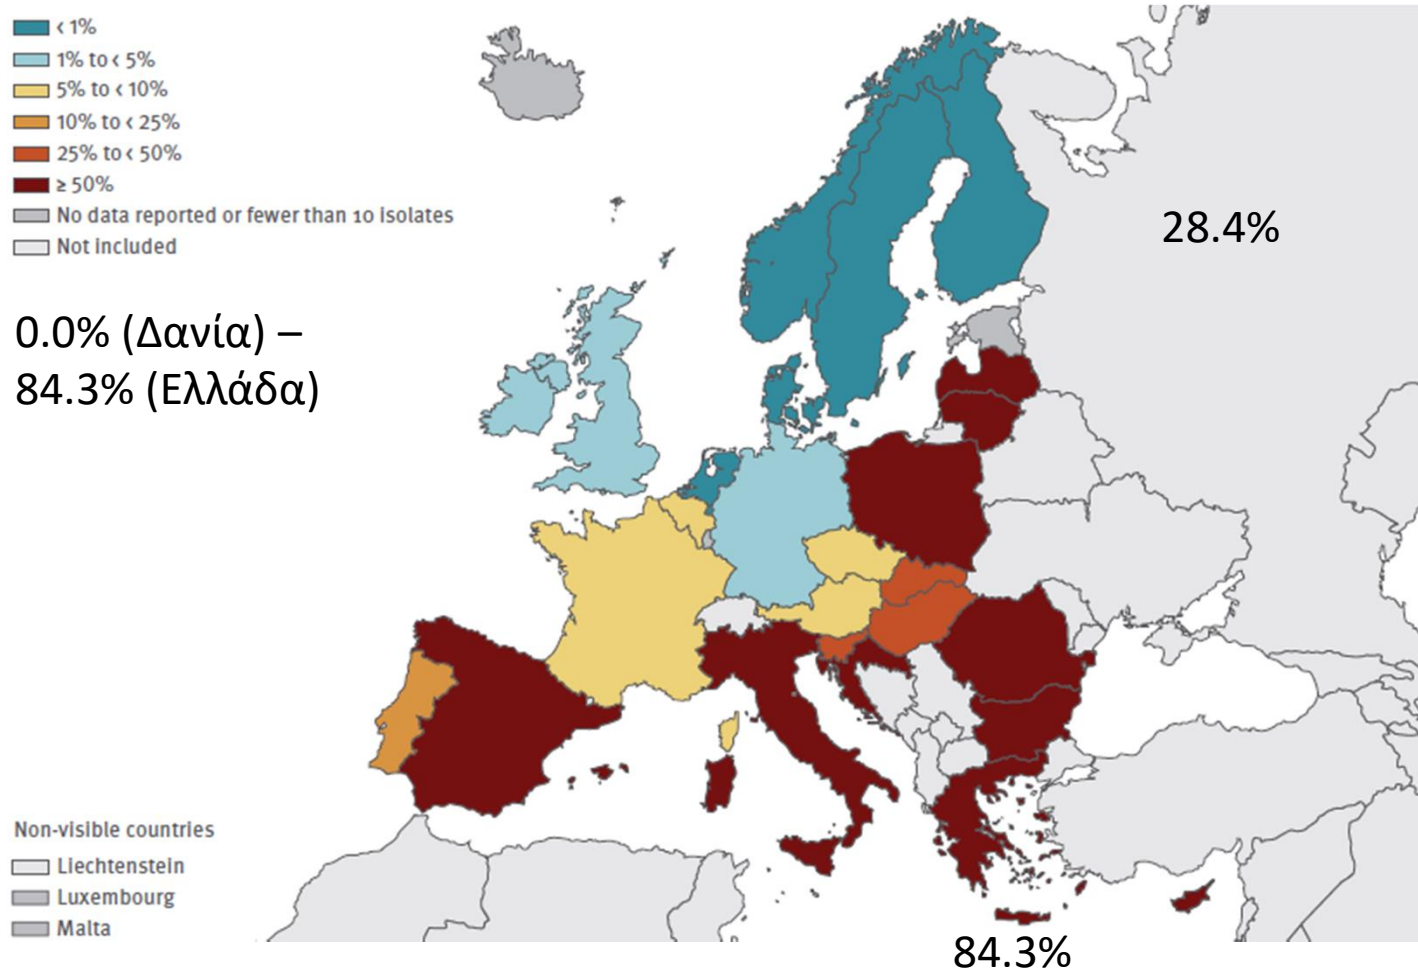 < 1%
1% to < 5%
5% to < 10%
10% to < 25%
25% to < 50%
≥ 50%
No data reported or fewer than 10 isolates
Not included
28.4%
0.0% (Δανία) –
84.3% (Ελλάδα)
Non-visible countries
Liechtenstein
Luxembourg
Malta
84.3%